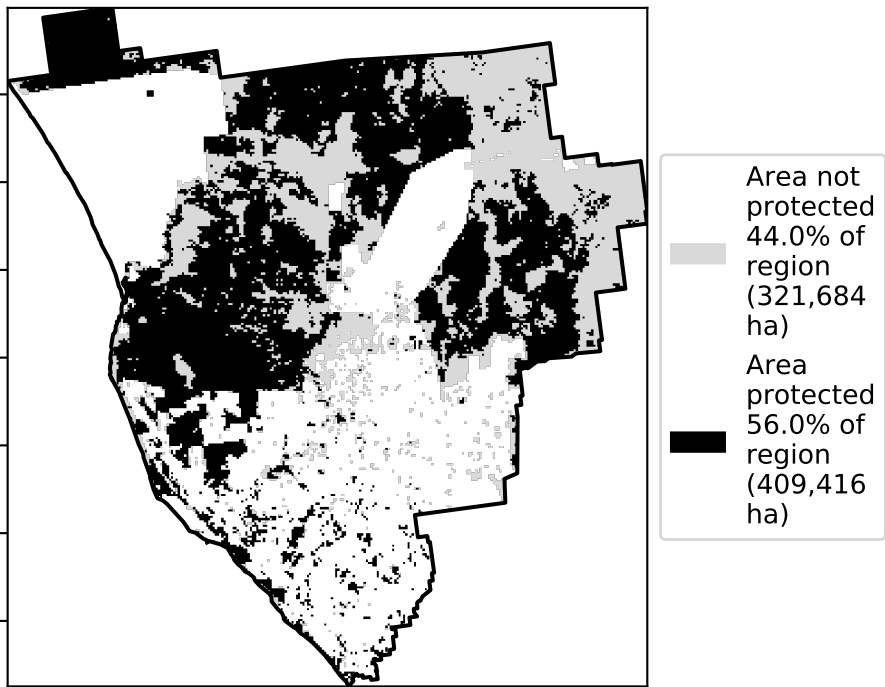 Area not
protected
44.0% of
region
(321,684
ha)
Area
protected
56.0% of
region
(409,416
ha)